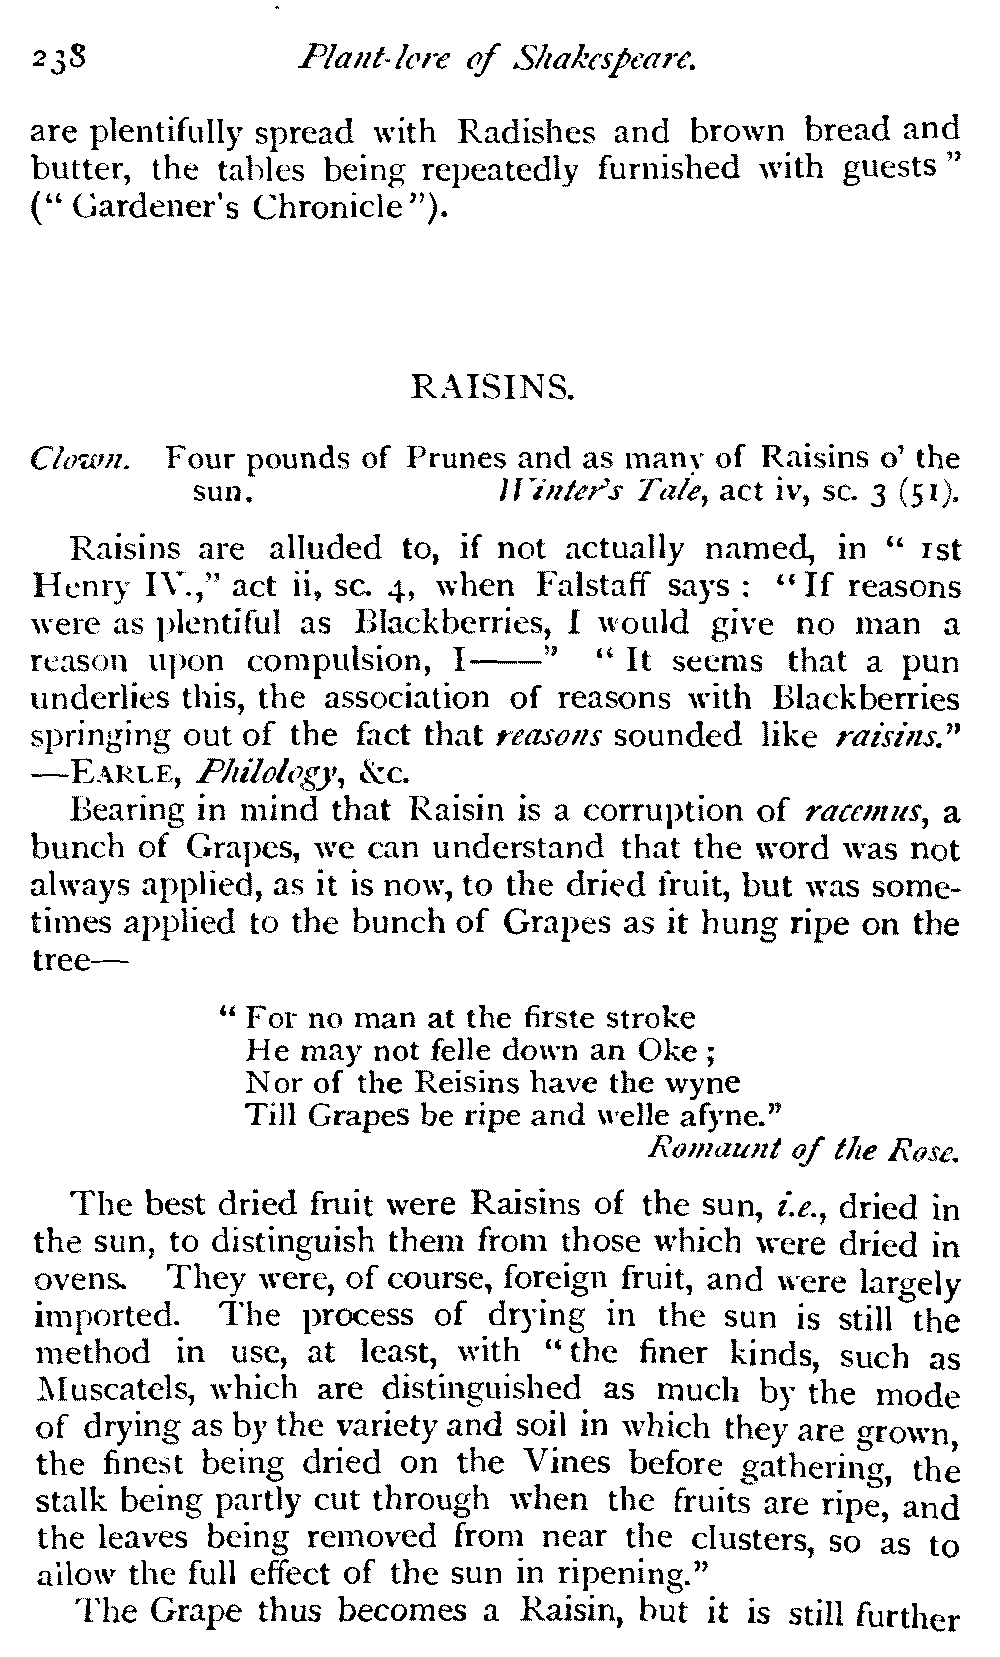 238 Plant-lore of Shakespeare.
are plentifully spread with Radishes and brown bread and
butter, the tables being repeatedly furnished with guests”
(“Gardener's Chronicle”).
RAISINS.
Clown. Four pounds of Prunes and as many of Raisins o’ the
sun. Winter’s Tale, act iv, sc. 3 (51).
Raisins are alluded to, if not actually named, in “ 1st
Henry IV.,” act ii, sc. 4, when Falstaff says : “If reasons
were as plentiful as Blackberries, I would give no man a
reason upon compulsion, I——” “It seems that a pun
underlies this, the association of reasons with Blackberries
springing out of the fact that reasons sounded like raisins.”
—EARLE, Philology, &c.
Bearing in mind that Raisin is a corruption of racemus, a
bunch of Grapes, we can understand that the word was not
always applied, as it is now, to the dried fruit, but was some-
times applied to the bunch of Grapes as it hung ripe on the
tree—
“For no man at the firste stroke
He may not felle down an Oke ;
Nor of the Reisins have the wyne
Till Grapes be ripe and welle afyne.”
Romaunt of the Rose.
The best dried fruit were Raisins of the sun, i.e., dried in
the sun, to distinguish them from those which were dried in
ovens. They were, of course, foreign fruit, and were largely
imported. The process of drying in the sun is still the
method in use, at least, with “the finer kinds, such as
Muscatels, which are distinguished as much by the mode
of drying as by the variety and soil in which they are grown,
the finest being dried on the Vines before gathering, the
stalk being partly cut through when the fruits are ripe, and
the leaves being removed from near the clusters, so as to
allow the full effect of the sun in ripening.”
The Grape thus becomes a Raisin, but it is still further